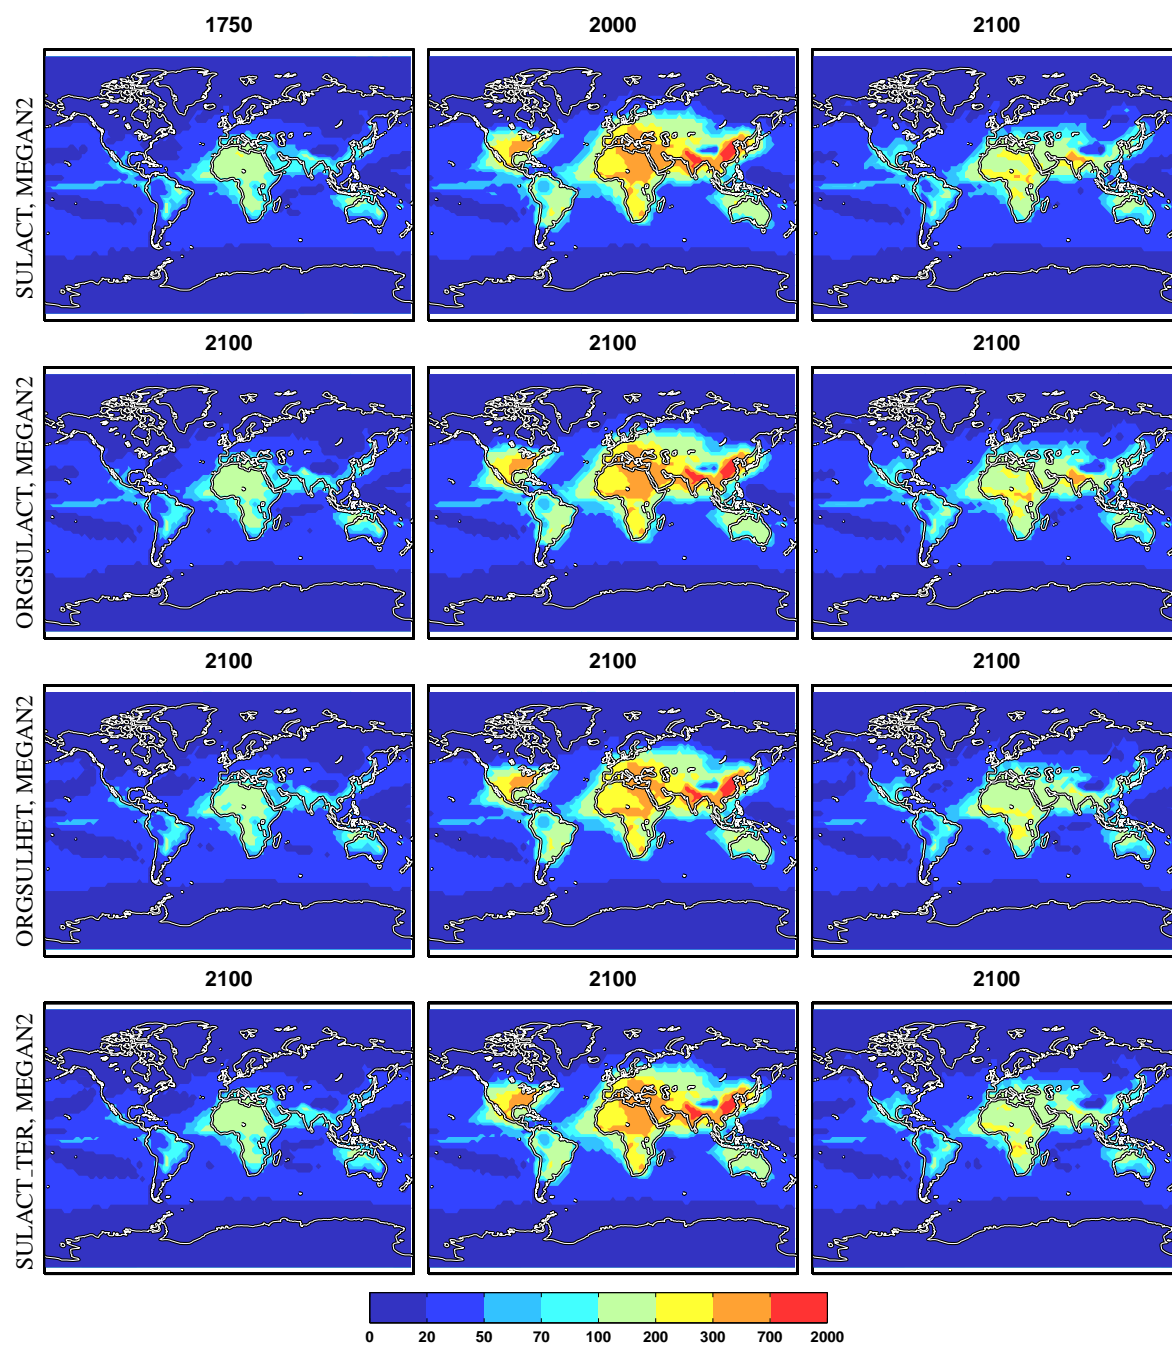 1750 2000 2100
SULACT, MEGAN2
2100 2100 2100
ORGSULACT, MEGAN2
2100 2100 2100
ORGSULHET, MEGAN2
2100 2100 2100
SULACT_TER, MEGAN2
0 20 50 70 100 200 300 700 2000